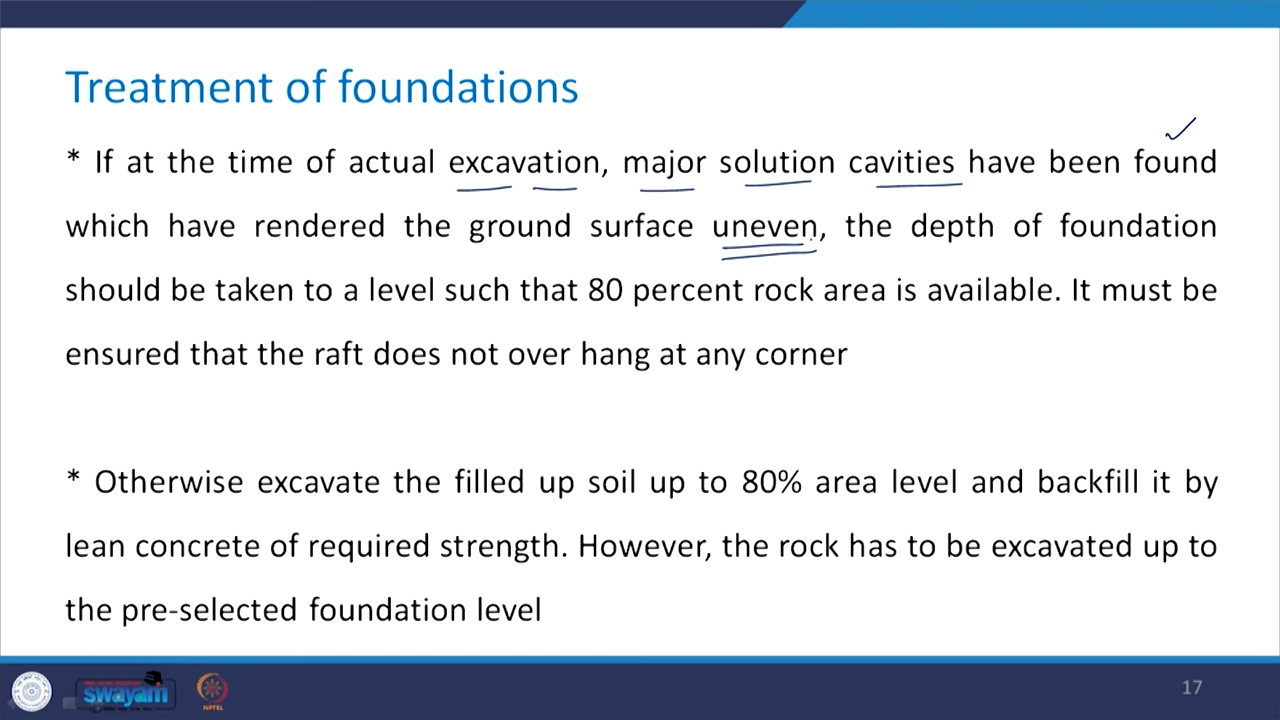 Treatment of foundations
* If at the time of actual excavation, major solution cavities have been found
which have rendered the ground surface uneven, the depth of foundation
should be taken to a level such that 80 percent rock area is available. It must be
ensured that the raft does not over hang at any corner
* Otherwise excavate the filled up soil up to 80% area level and backfill it by
lean concrete of required strength. However, the rock has to be excavated up to
the pre-selected foundation level
swayam
NPTEL
17